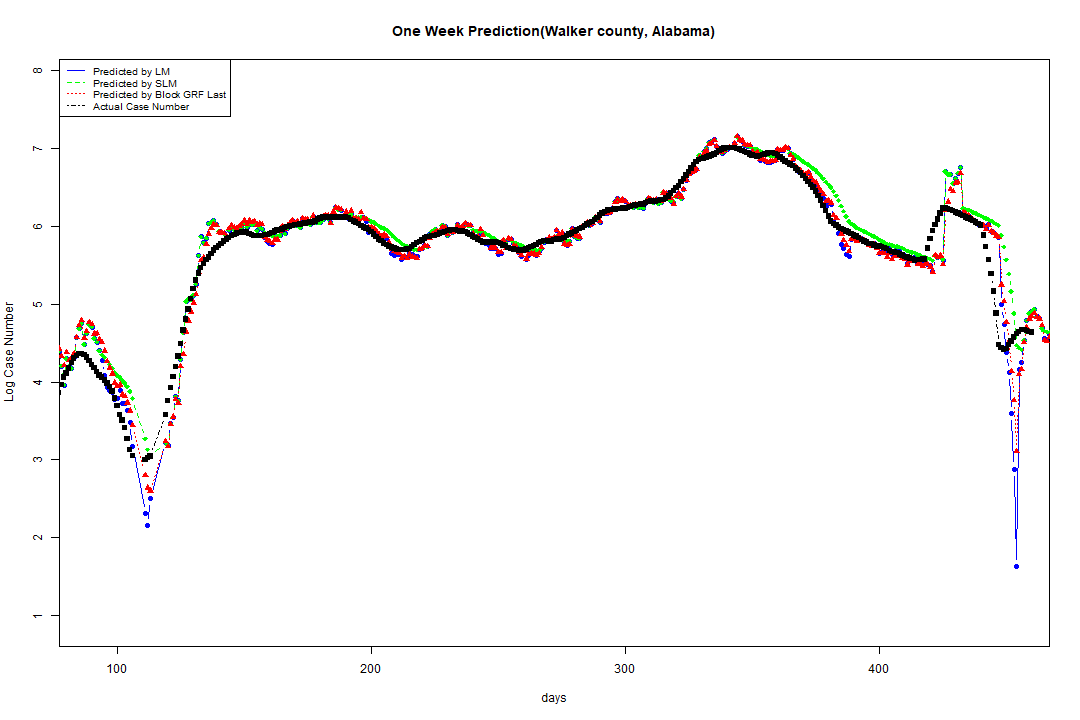 One Week Prediction(Walker county, Alabama)
Predicted by LM
Predicted by SLM
Predicted by Block GRF Last
Actual Case Number
8
7
6
5
4
3
2
1
Log Case Number
100 200 300 400
days